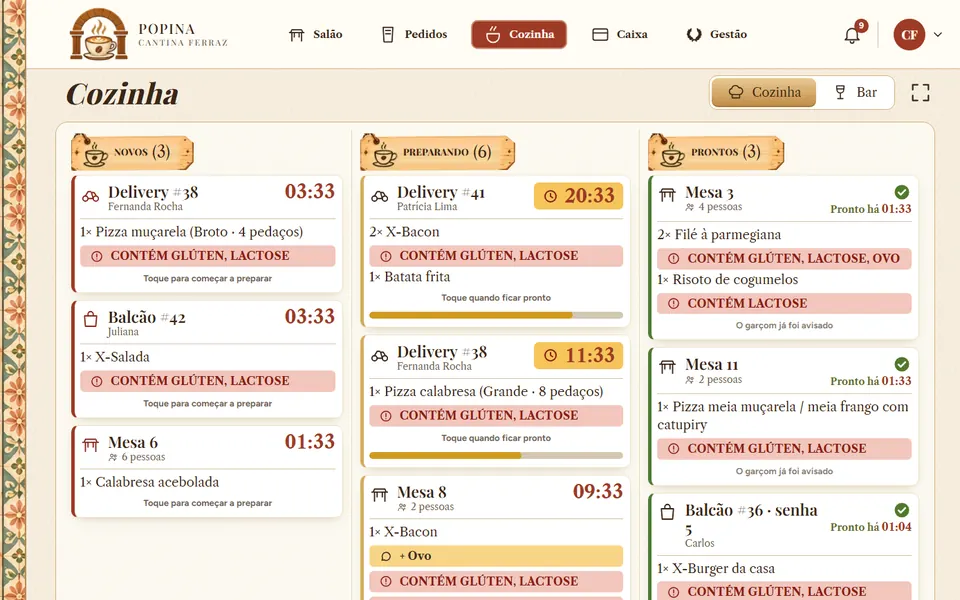 POPINA
CANTINA FERRAZ
Salão
Pedidos
Cozinha
Caixa
Gestão
9
CF
Cozinha
Cozinha
Bar
NOVOS (3)
Delivery #38
03:33
Fernanda Rocha
1× Pizza muçarela (Broto · 4 pedaços)
CONTÉM GLÚTEN, LACTOSE
Toque para começar a preparar
Balcão #42
03:33
Juliana
1× X-Salada
CONTÉM GLÚTEN, LACTOSE
Toque para começar a preparar
Mesa 6
01:33
6 pessoas
1× Calabresa acebolada
Toque para começar a preparar
PREPARANDO (6)
Delivery #41
20:33
Patrícia Lima
2× X-Bacon
CONTÉM GLÚTEN, LACTOSE
1× Batata frita
Toque quando ficar pronto
Delivery #38
11:33
Fernanda Rocha
1× Pizza calabresa (Grande · 8 pedaços)
CONTÉM GLÚTEN, LACTOSE
Toque quando ficar pronto
Mesa 8
09:33
2 pessoas
1× X-Bacon
+ Ovo
CONTÉM GLÚTEN, LACTOSE
PRONTOS (3)
Mesa 3
4 pessoas
Pronto há 01:33
2× Filé à parmegiana
CONTÉM GLÚTEN, LACTOSE, OVO
1× Risoto de cogumelos
CONTÉM LACTOSE
O garçom já foi avisado
Mesa 11
2 pessoas
Pronto há 01:33
1× Pizza meia muçarela / meia frango com
catupiry
CONTÉM GLÚTEN, LACTOSE
O garçom já foi avisado
Balcão #36 · senha
5
Pronto há 01:04
Carlos
1× X-Burger da casa
CONTÉM GLÚTEN, LACTOSE